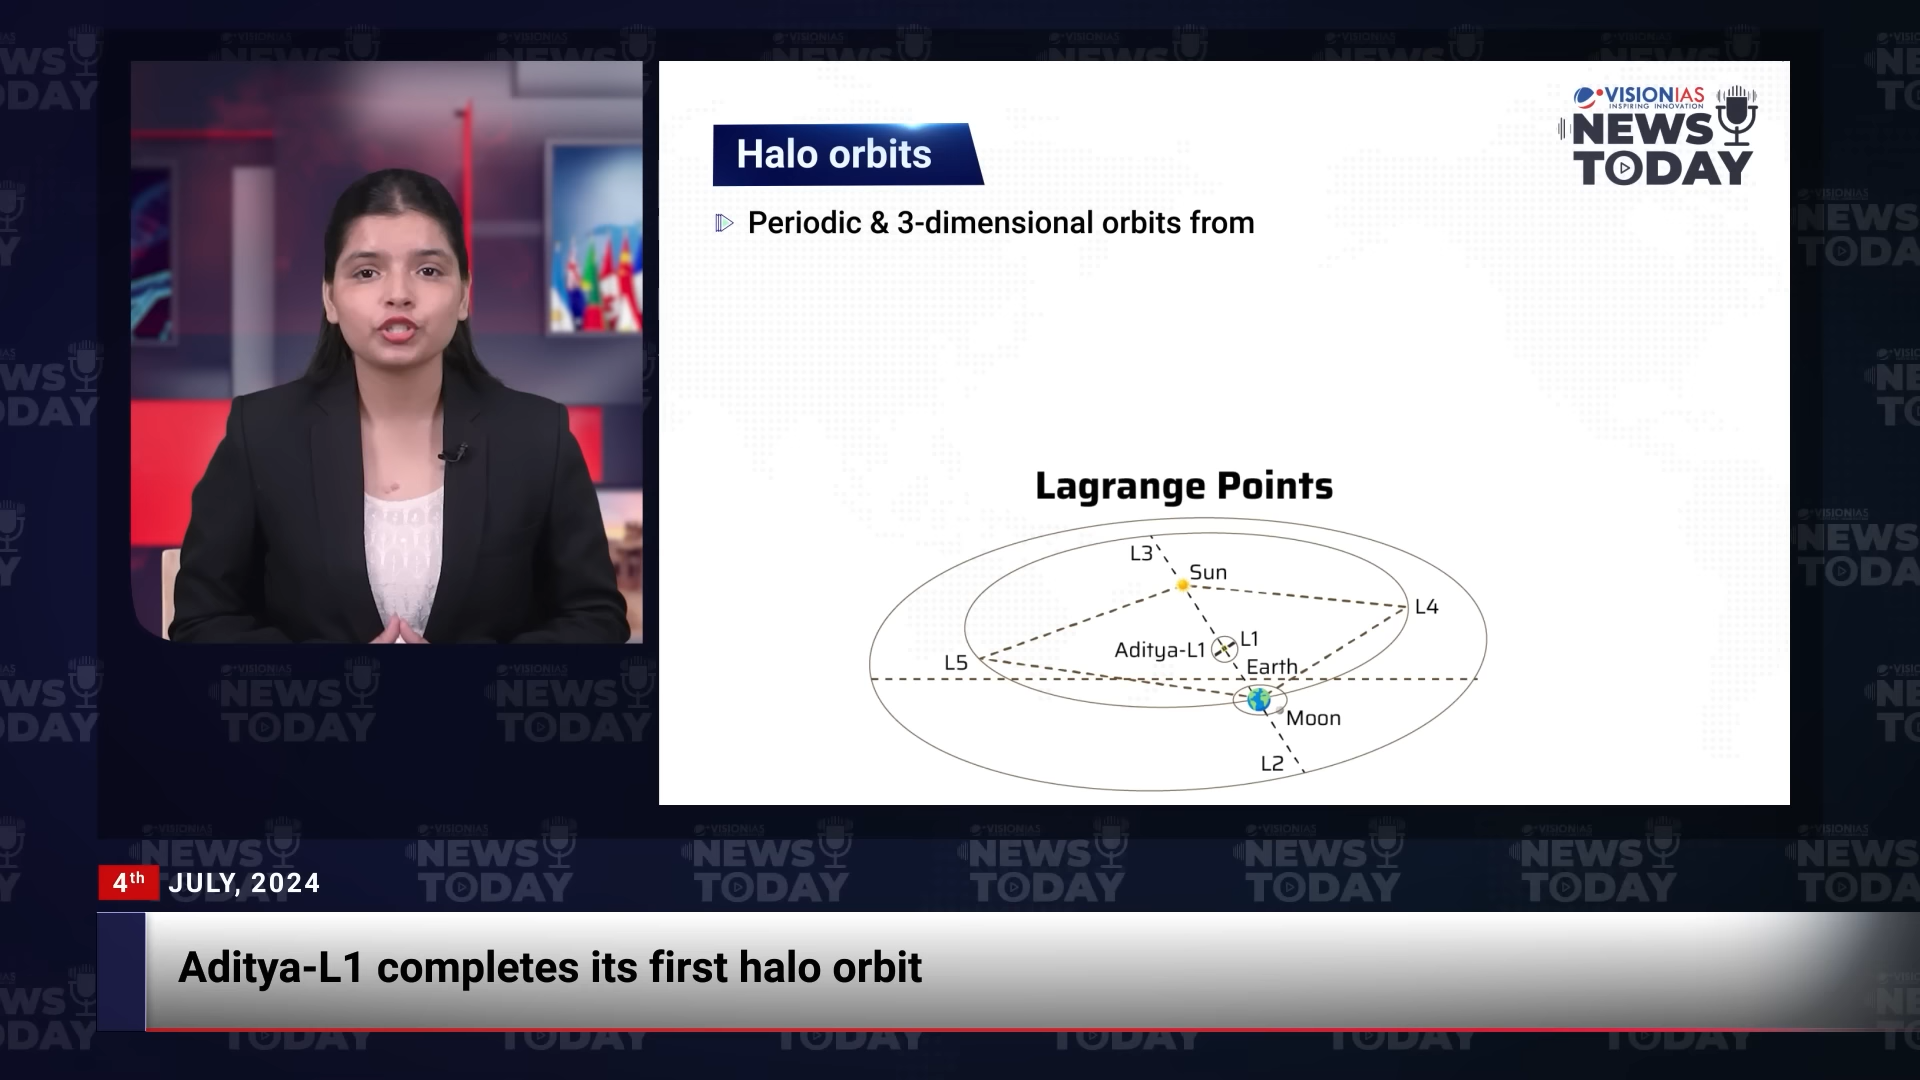 VISIONIAS
INSPIRING INNOVATION
NEWS
TODAY
Halo orbits
Periodic & 3-dimensional orbits from
Lagrange Points
L3
Sun
L4
L1
Aditya-L1
L5
Earth
Moon
L2
4th JULY, 2024
Aditya-L1 completes its first halo orbit